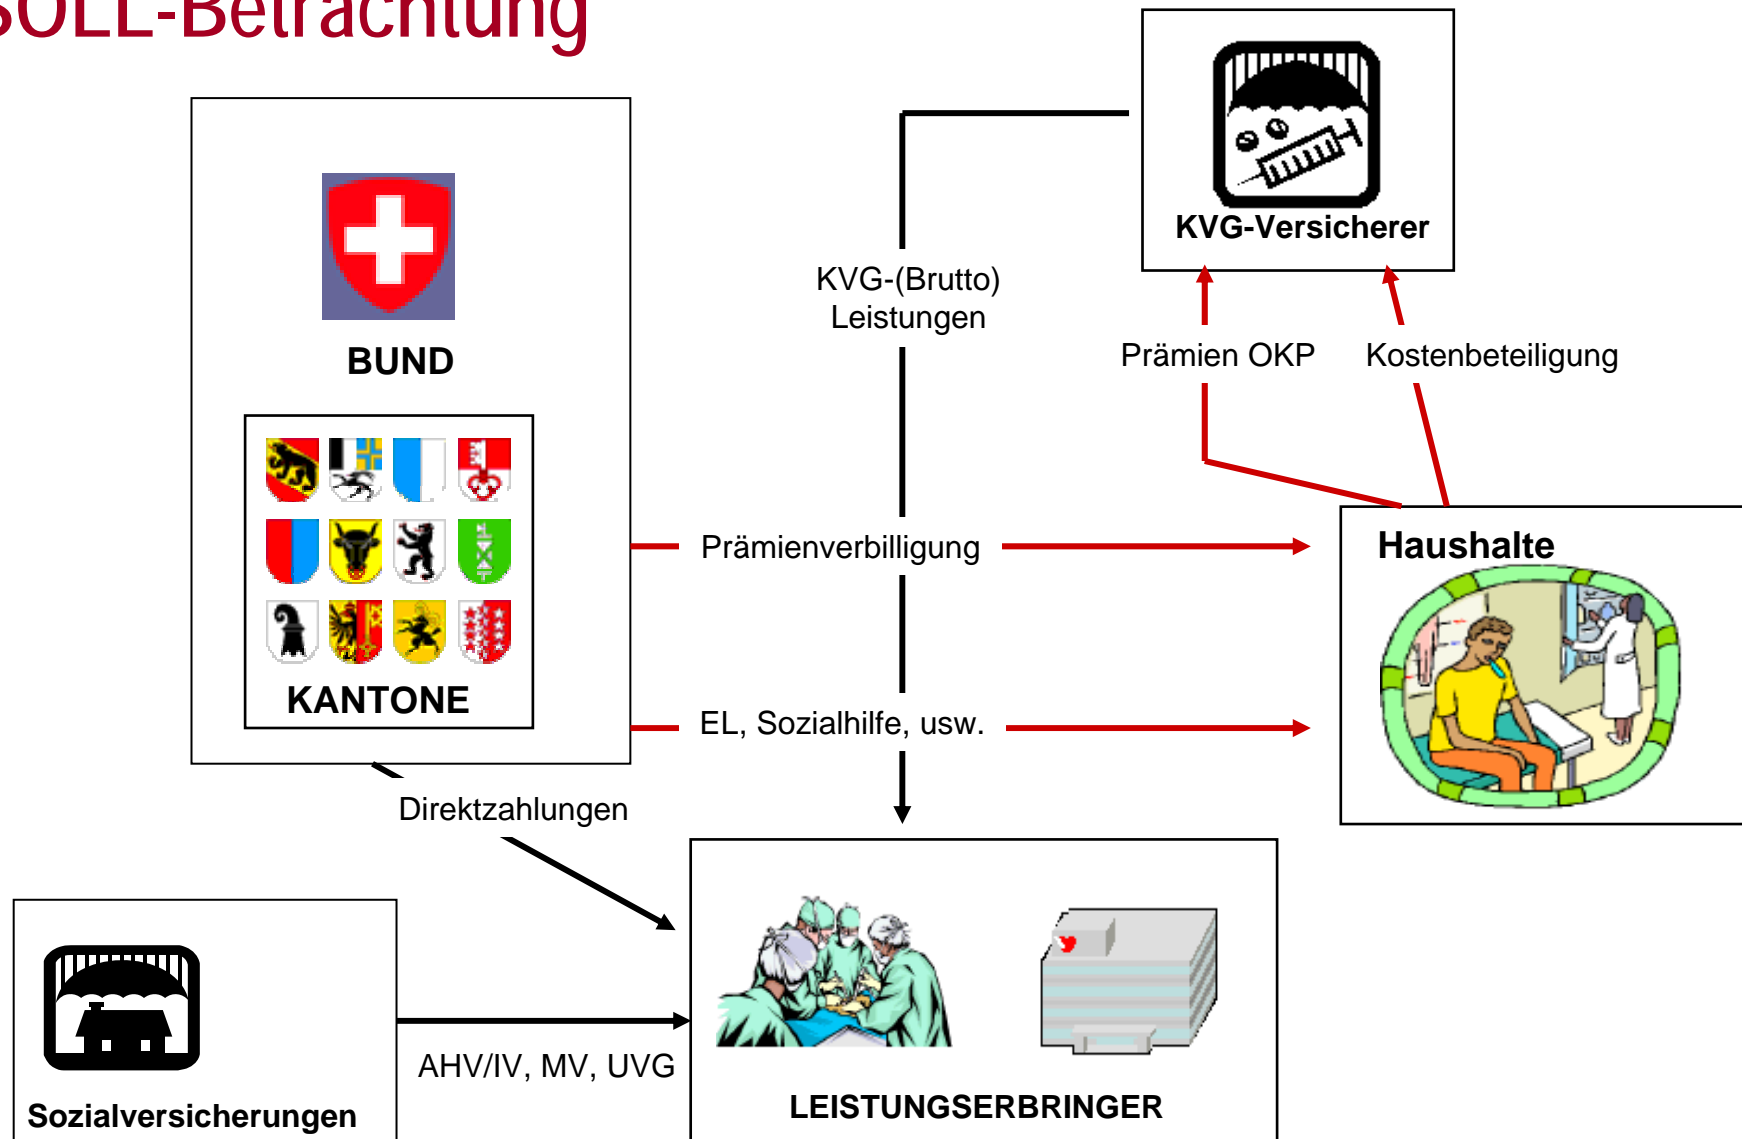 SOLL-Betrachtung
KVG-Versicherer
BUND
KVG-(Brutto)
Leistungen
Prämien OKP
Kostenbeteiligung
Prämienverbilligung
Haushalte
KANTONE
EL, Sozialhilfe, usw.
Direktzahlungen
AHV/IV, MV, UVG
Sozialversicherungen
LEISTUNGSERBRINGER